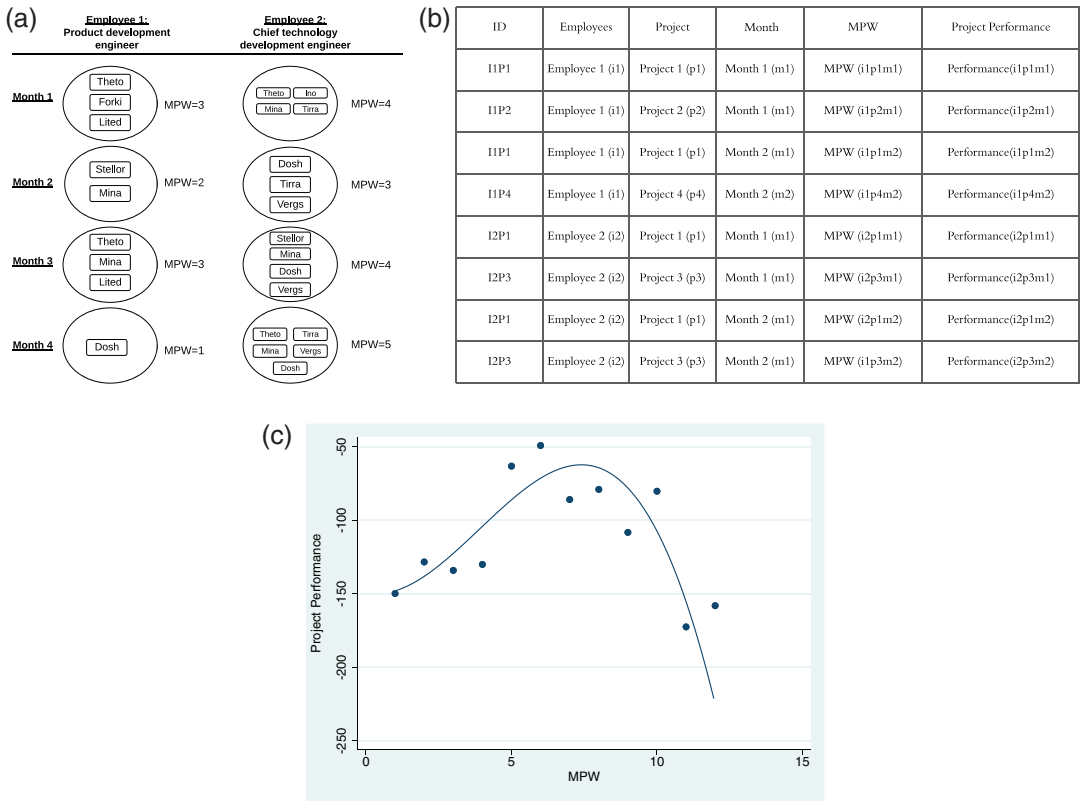 (a)
Employee 1:
Product development
engineer
Employee 2:
Chief technology
development engineer
Month 1
Theto
Forki
Lited
MPW=3
Theto Ino
Mina Tirra
MPW=4
Month 2
Stellor
Mina
MPW=2
Dosh
Tirra
Vergs
MPW=3
Month 3
Theto
Mina
Lited
MPW=3
Stellor
Mina
Dosh
Vergs
MPW=4
Month 4
Dosh
MPW=1
Theto Tirra
Mina Vergs
Dosh
MPW=5
(b)
ID Employees Project Month MPW Project Performance
I1P1 Employee 1 (i1) Project 1 (p1) Month 1 (m1) MPW (i1p1m1) Performance(i1p1m1)
I1P2 Employee 1 (i1) Project 2 (p2) Month 1 (m1) MPW (i1p2m1) Performance(i1p2m1)
I1P1 Employee 1 (i1) Project 1 (p1) Month 2 (m1) MPW (i1p1m2) Performance(i1p1m2)
I1P4 Employee 1 (i1) Project 4 (p4) Month 2 (m2) MPW (i1p4m2) Performance(i1p4m2)
I2P1 Employee 2 (i2) Project 1 (p1) Month 1 (m1) MPW (i2p1m1) Performance(i2p1m1)
I2P3 Employee 2 (i2) Project 3 (p3) Month 1 (m1) MPW (i2p3m1) Performance(i2p3m1)
I2P1 Employee 2 (i2) Project 1 (p1) Month 2 (m1) MPW (i2p1m2) Performance(i2p1m2)
I2P3 Employee 2 (i2) Project 3 (p3) Month 2 (m1) MPW (i1p3m2) Performance(i2p3m2)
(c)
Project Performance
-50
-100
-150
-200
-250
0 5 10 15
MPW